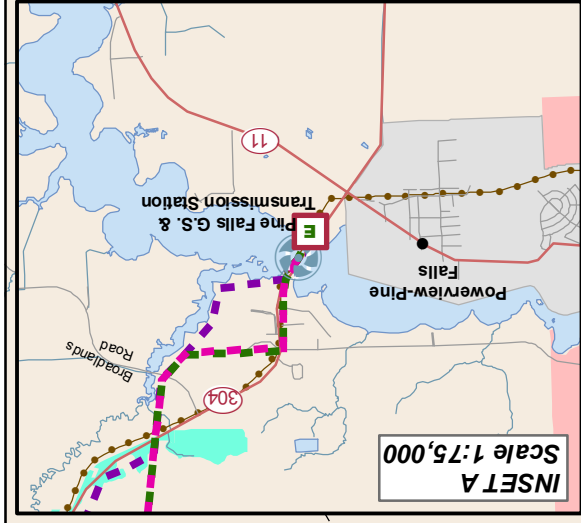 INSET A
Scale 1:75,000
304
Broadlands
Road
Powerview-Pine
Falls
E
Pine Falls G.S. &
Transmission Station
11